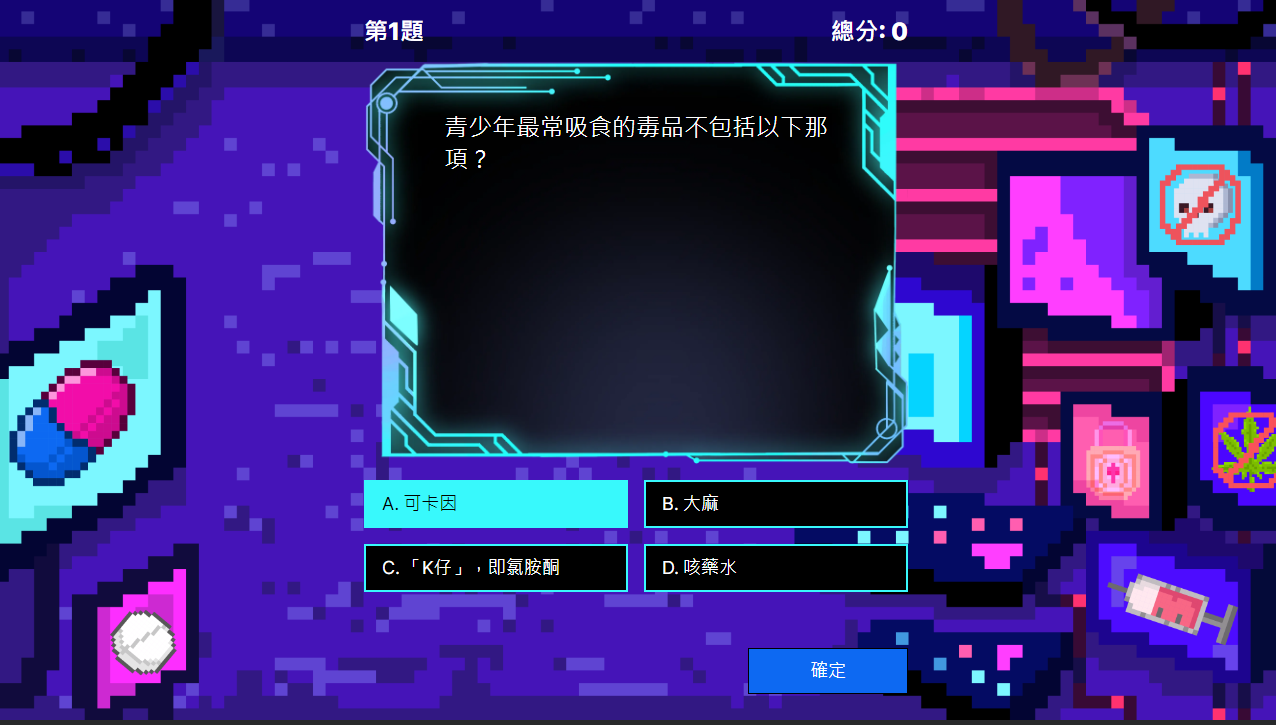 第1題
總分: 0
青少年最常吸食的毒品不包括以下那
項？
A. 可卡因
B. 大麻
C. 「K仔」，即氯胺酮
D. 咳藥水
確定